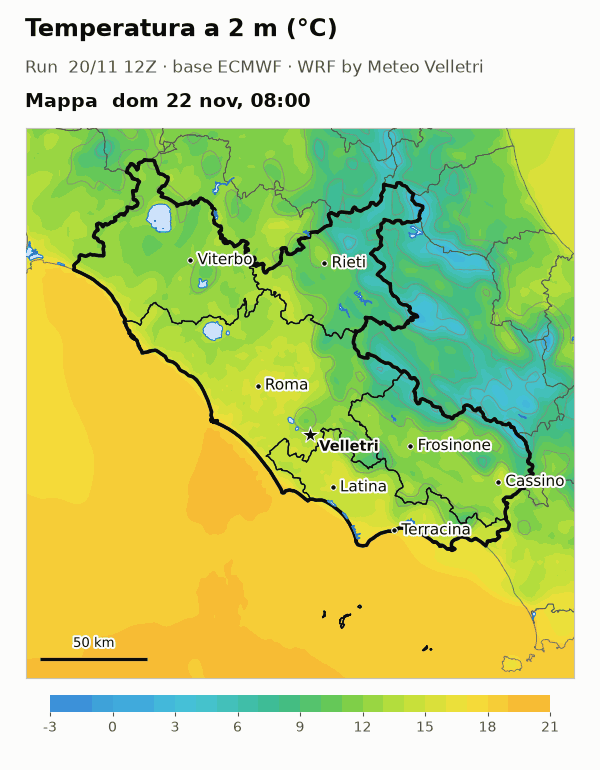 Temperatura a 2 m (°C)
Run  20/11 12Z · base ECMWF · WRF by Meteo Velletri
Mappa  dom 22 nov, 08:00
Viterbo
Rieti
Roma
Velletri
Frosinone
Cassino
Latina
Terracina
50 km
-3 0 3 6 9 12 15 18 21